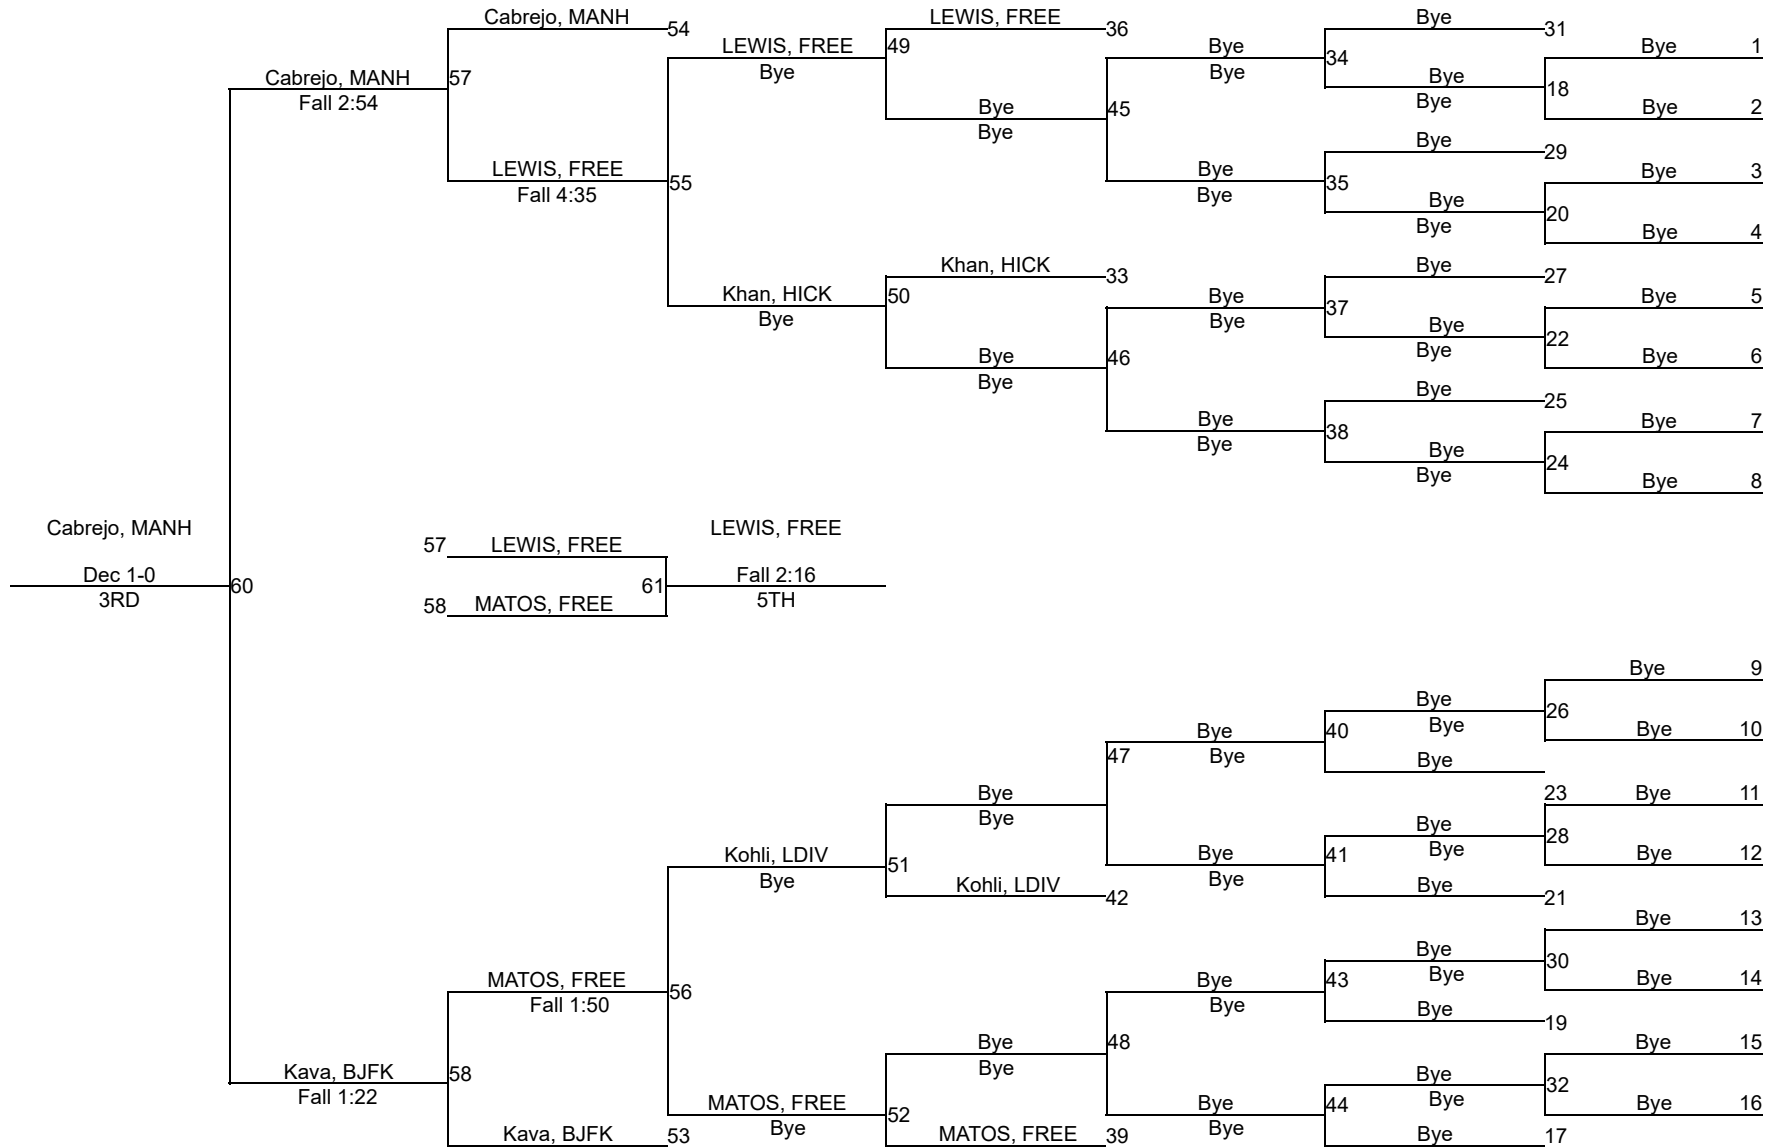 Cabrejo, MANH 54 LEWIS, FREE 36 Bye 31
LEWIS, FREE 49 Bye 34 Bye 1
Cabrejo, MANH 57 Bye Bye Bye 18
Fall 2:54 Bye Bye 2
Bye 45
Bye Bye 29
LEWIS, FREE 55 Bye 35 Bye 3
Fall 4:35 Bye Bye 20
Bye Bye 4
Khan, HICK 33 Bye 27
Khan, HICK 50 Bye 37 Bye 5
Bye Bye Bye 22
Bye 46 Bye Bye 6
Bye
Bye 25
Bye 38 Bye 7
Bye Bye 24
Bye Bye 8
Cabrejo, MANH LEWIS, FREE
57 LEWIS, FREE
Dec 1-0 60 61 Fall 2:16
3RD 58 MATOS, FREE 5TH
Bye 9
Bye 26
Bye 40 Bye Bye 10
47 Bye
Bye
Bye 23 Bye 11
Bye Bye 28
Kohli, LDIV 51 Bye 41 Bye Bye 12
Bye Kohli, LDIV 42 Bye Bye 21
Bye 13
Bye 30
MATOS, FREE 56 Bye 43 Bye Bye 14
Fall 1:50 Bye Bye 19
Bye 48 Bye 15
Kava, BJFK 58 Bye Bye 32
Fall 1:22 MATOS, FREE 52 Bye 44 Bye Bye 16
Kava, BJFK 53 Bye MATOS, FREE 39 Bye Bye 17